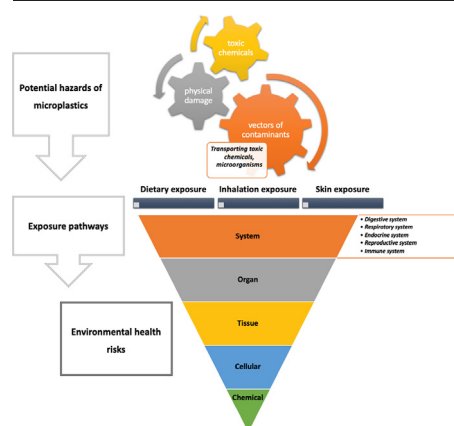 toxic
chemicals
physical
damage
vectors of
contaminants
Transporting toxic
chemicals,
microorganisms
Potential hazards of
microplastics
Dietary exposure
Inhalation exposure
Skin exposure
Exposure pathways
System
• Digestive system
• Respiratory system
• Endocrine system
• Reproductive system
• Immune system
Organ
Environmental health
risks
Tissue
Cellular
Chemical